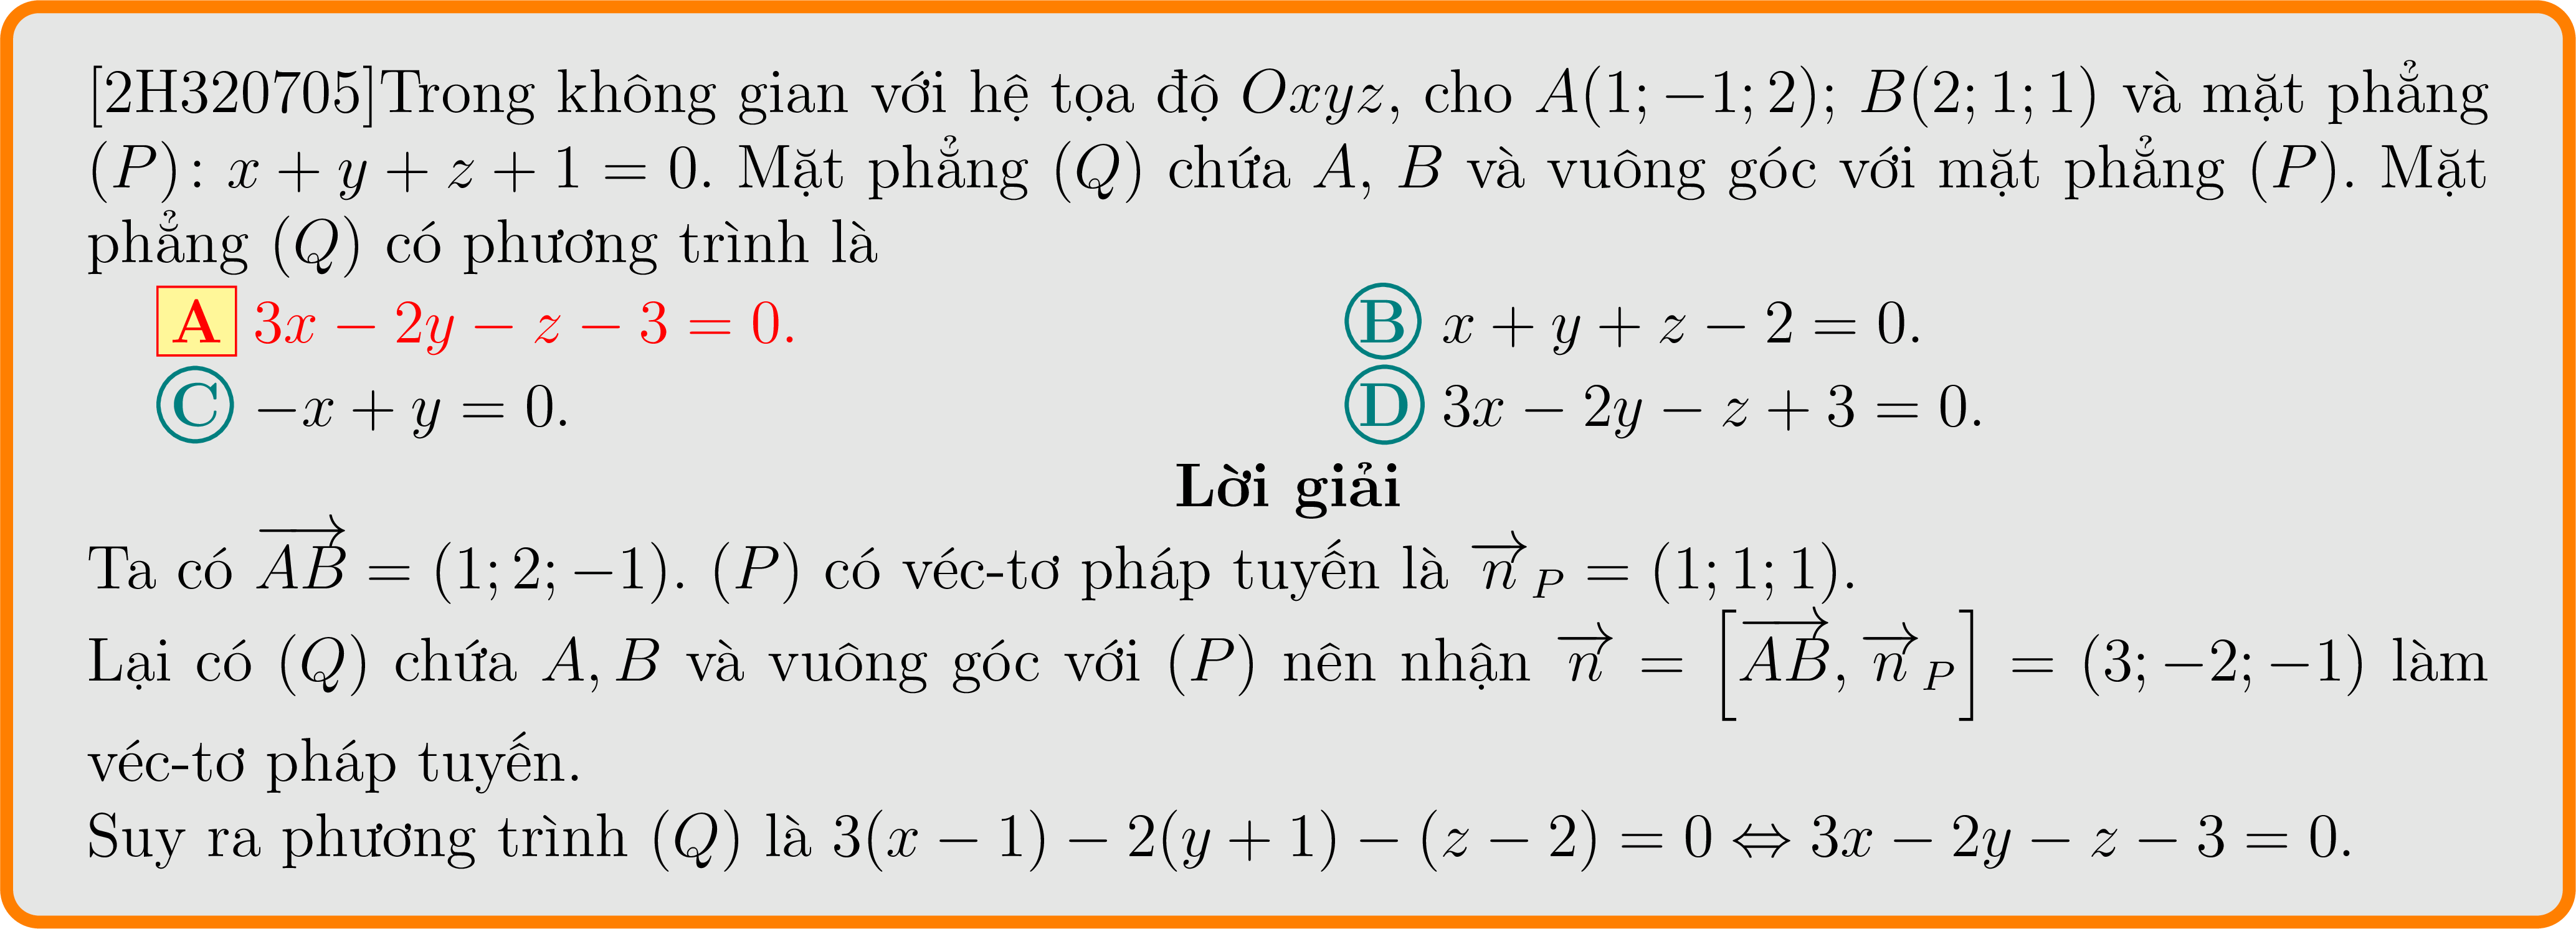 [2H320705]Trong không gian với hệ tọa độ Oxyz, cho A(1; −1; 2); B(2; 1; 1) và mặt phẳng
(P): x + y + z + 1 = 0. Mặt phẳng (Q) chứa A, B và vuông góc với mặt phẳng (P). Mặt
phẳng (Q) có phương trình là
A 3x − 2y − z − 3 = 0. B x + y + z − 2 = 0.
C −x + y = 0. D 3x − 2y − z + 3 = 0.
Lời giải
Ta có \overrightarrow{AB} = (1; 2; −1). (P) có véc-tơ pháp tuyến là \overrightarrow{n}_P = (1; 1; 1).
Lại có (Q) chứa A, B và vuông góc với (P) nên nhận \overrightarrow{n} = [\overrightarrow{AB}, \overrightarrow{n}_P] = (3; −2; −1) làm
véc-tơ pháp tuyến.
Suy ra phương trình (Q) là 3(x − 1) − 2(y + 1) − (z − 2) = 0 ⇔ 3x − 2y − z − 3 = 0.